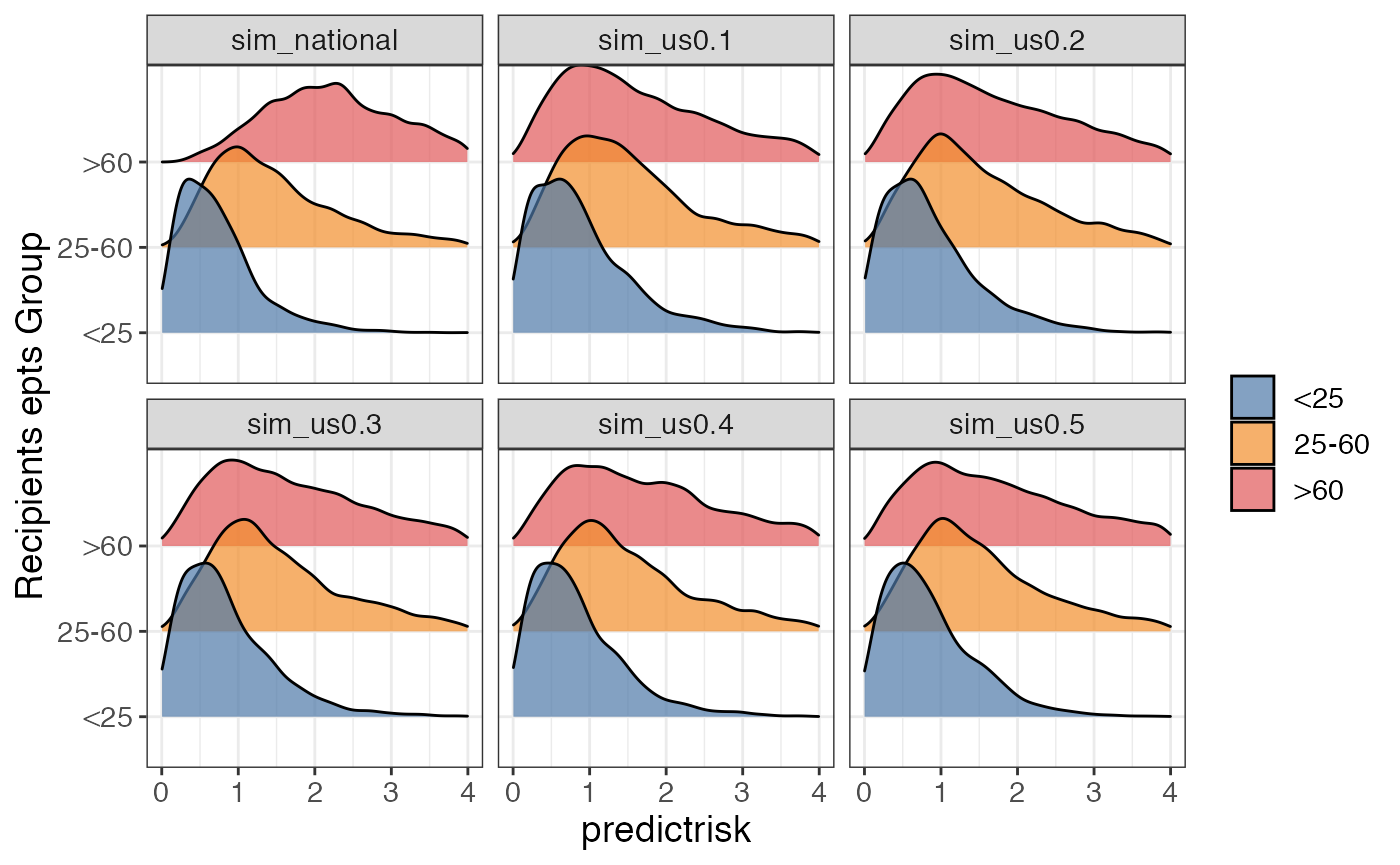 sim_national
sim_us0.1
sim_us0.2
>60
25-60
<25
sim_us0.3
sim_us0.4
sim_us0.5
>60
25-60
<25
0 1 2 3 4
0 1 2 3 4
0 1 2 3 4
predictrisk
Recipients epts Group
<25
25-60
>60